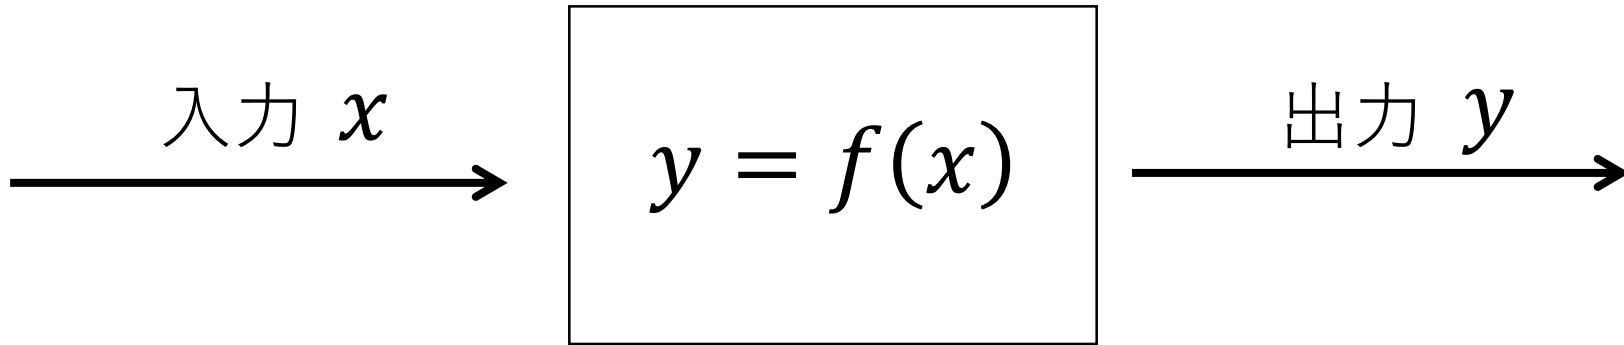 入力 x
y = f(x)
出力 y